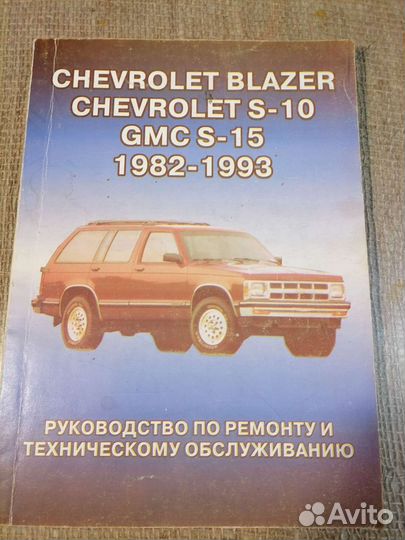 CHEVROLET BLAZER
CHEVROLET S-10
GMC S-15
1982-1993
РУКОВОДСТВО ПО РЕМОНТУ И
ТЕХНИЧЕСКОМУ ОБСЛУЖИВАНИЮ
Avito